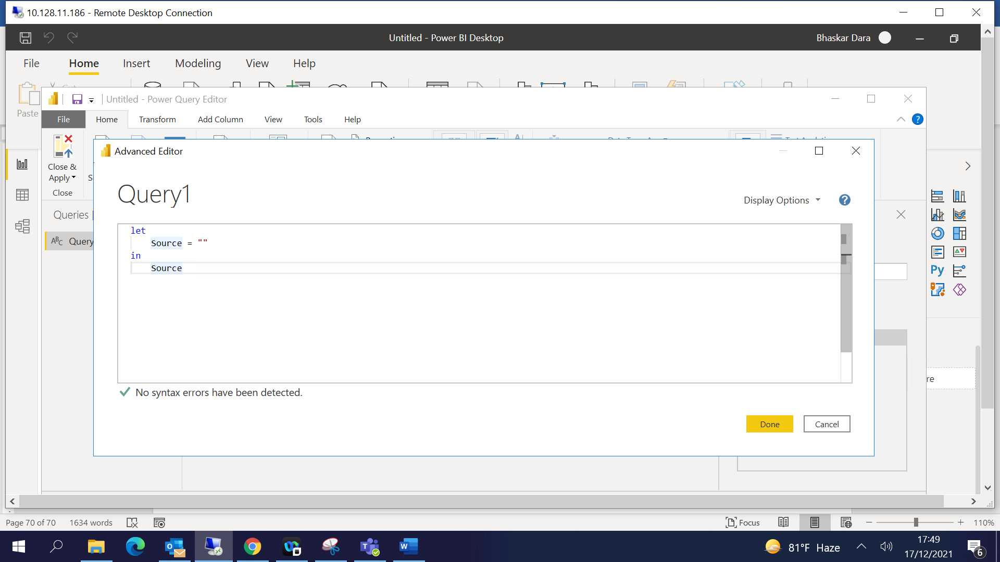 10.128.11.186 - Remote Desktop Connection
Untitled - Power BI Desktop
Bhaskar Dara
File Home Insert Modeling View Help
Paste
Untitled - Power Query Editor
File Home Transform Add Column View Tools Help
?
Close &
Apply
Close
Advanced Editor
Query1
Display Options
?
Queries
ABC Query
let
Source = ""
in
Source
No syntax errors have been detected.
Done Cancel
Py
re
Page 70 of 70 1634 words
Focus
110%
81°F Haze
17:49
17/12/2021
6